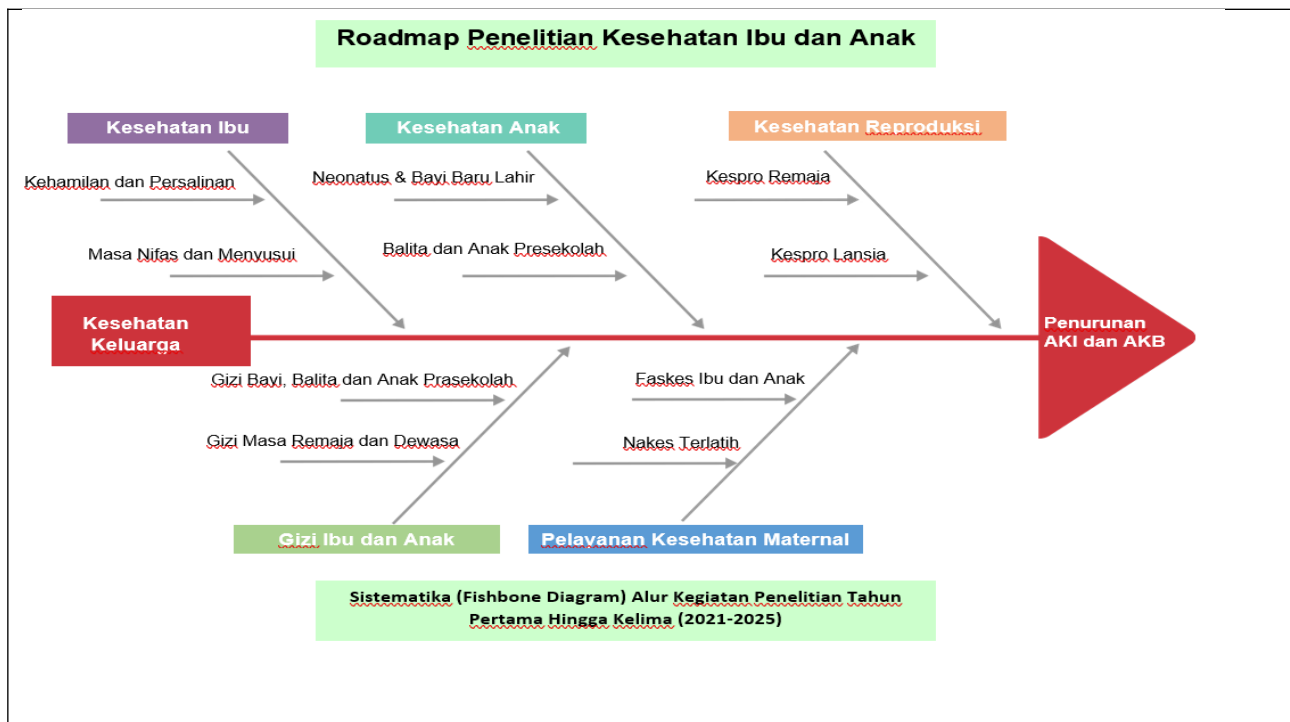 Roadmap Penelitian Kesehatan Ibu dan Anak
Kesehatan Ibu
Kesehatan Anak
Kesehatan Reproduksi
Kehamilan dan Persalinan
Neonatus & Bayi Baru Lahir
Kespro Remaja
Masa Nifas dan Menyusui
Balita dan Anak Presekolah
Kespro Lansia
Kesehatan
Keluarga
Penurunan
AKI dan AKB
Gizi Bayi, Balita dan Anak Prasekolah
Faskes Ibu dan Anak
Gizi Masa Remaja dan Dewasa
Nakes Terlatih
Gizi Ibu dan Anak
Pelayanan Kesehatan Maternal
Sistematika (Fishbone Diagram) Alur Kegiatan Penelitian Tahun
Pertama Hingga Kelima (2021-2025)